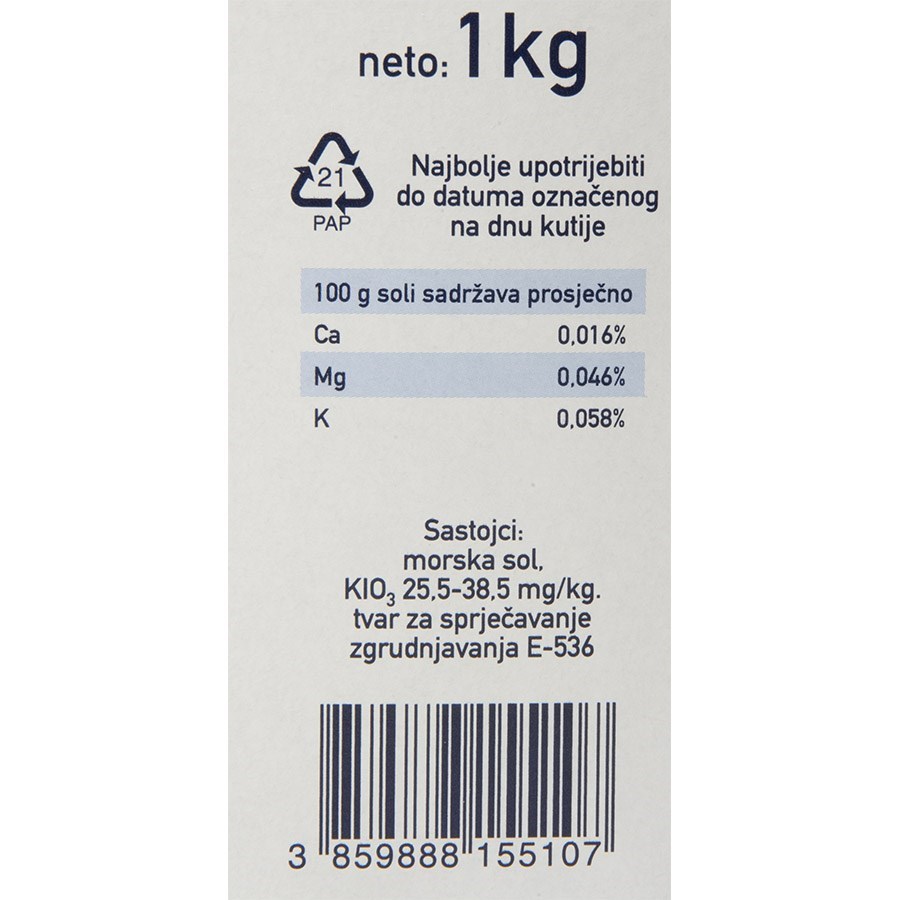 neto: 1 kg
21
PAP
Najbolje upotrijebiti
do datuma označenog
na dnu kutije
100 g soli sadržava prosječno
Ca 0,016%
Mg 0,046%
K 0,058%
Sastojci:
morska sol,
KIO₃ 25,5-38,5 mg/kg.
tvar za sprječavanje
zgrudnjavanja E-536
3 859888 155107